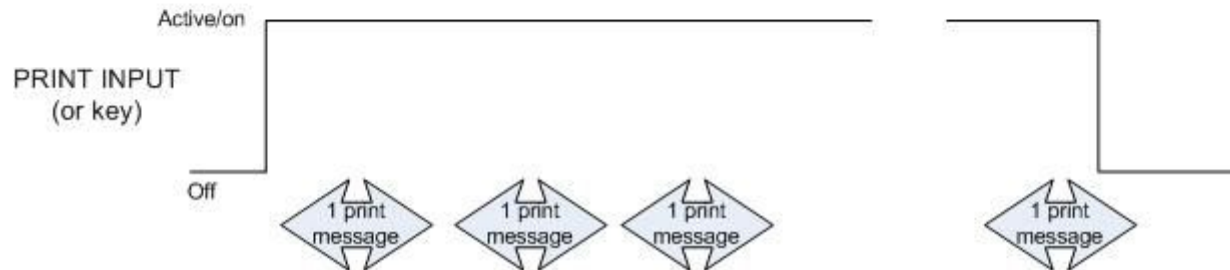 Active/on
PRINT INPUT
(or key)
Off
1 print
message
1 print
message
1 print
message
1 print
message